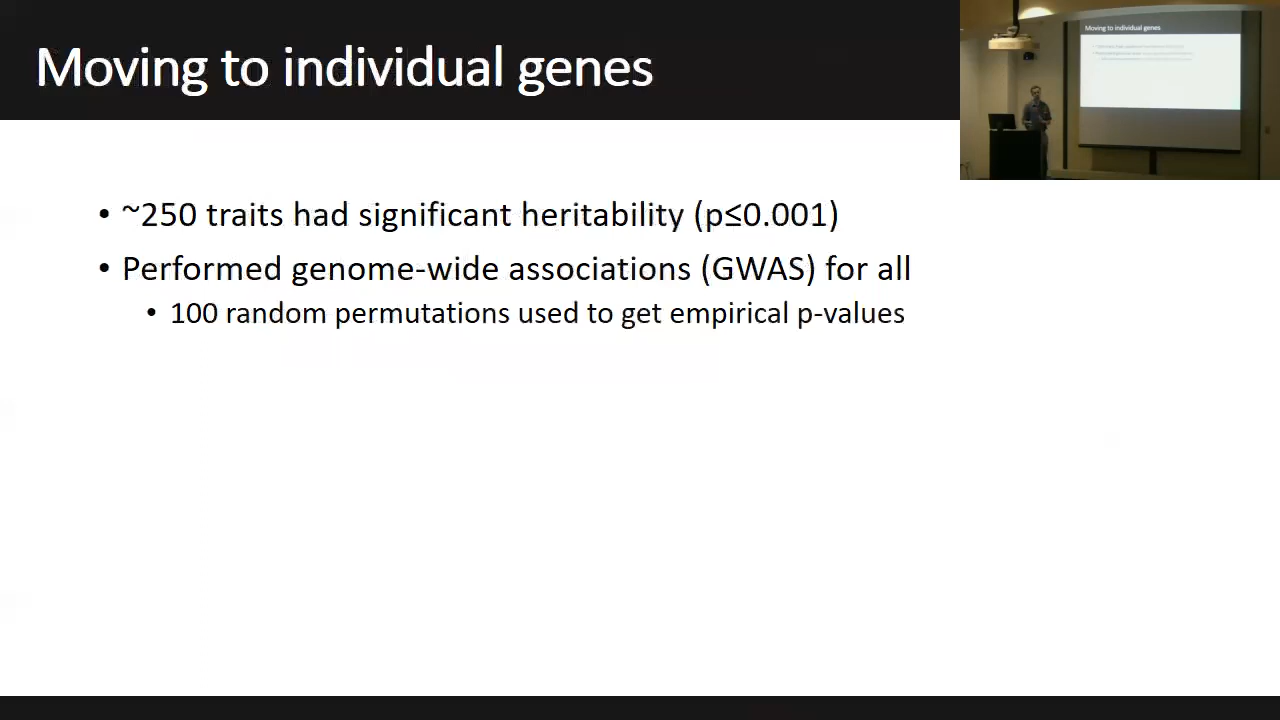 Moving to individual genes
Moving to individual genes
• ~250 traits had significant heritability (p≤0.001)
• Performed genome-wide associations (GWAS) for all
• 100 random permutations used to get empirical p-values